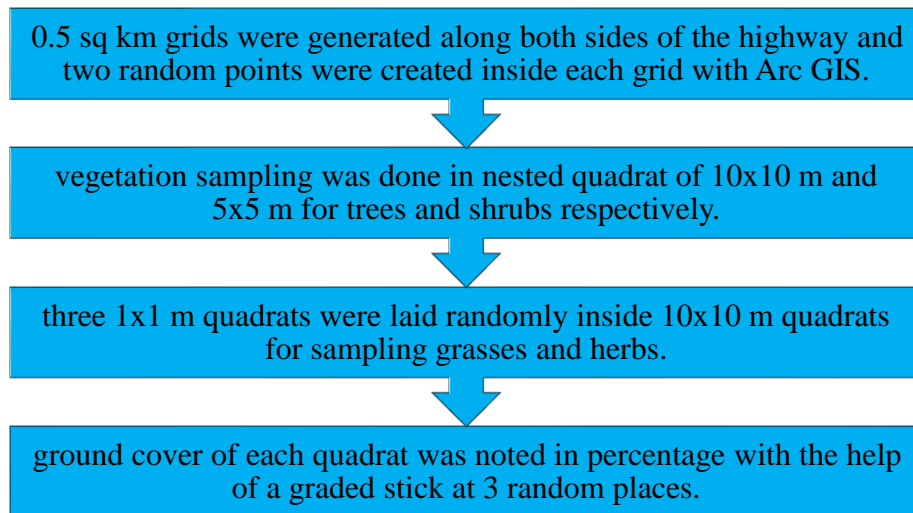 0.5 sq km grids were generated along both sides of the highway and
two random points were created inside each grid with Arc GIS.
vegetation sampling was done in nested quadrat of 10x10 m and
5x5 m for trees and shrubs respectively.
three 1x1 m quadrats were laid randomly inside 10x10 m quadrats
for sampling grasses and herbs.
ground cover of each quadrat was noted in percentage with the help
of a graded stick at 3 random places.